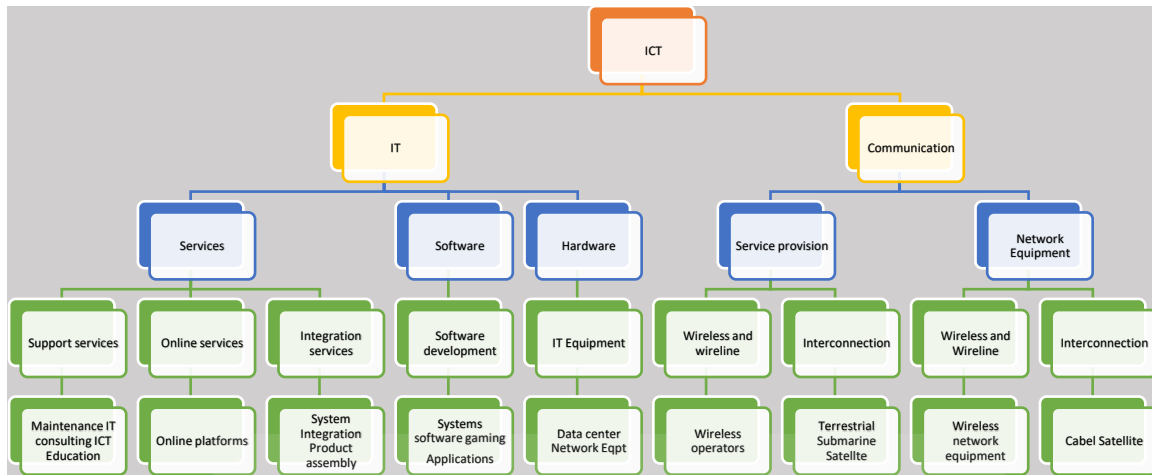 ICT
IT
Communication
Services
Software
Hardware
Service provision
Network
Equipment
Support services
Online services
Integration
services
Software
development
IT Equipment
Wireless and
wireline
Interconnection
Wireless and
Wireline
Interconnection
Maintenance IT
consulting ICT
Education
Online platforms
System
Integration
Product
assembly
Systems
software gaming
Applications
Data center
Network Eqpt
Wireless
operators
Terrestrial
Submarine
Satellte
Wireless
network
equipment
Cabel Satellite